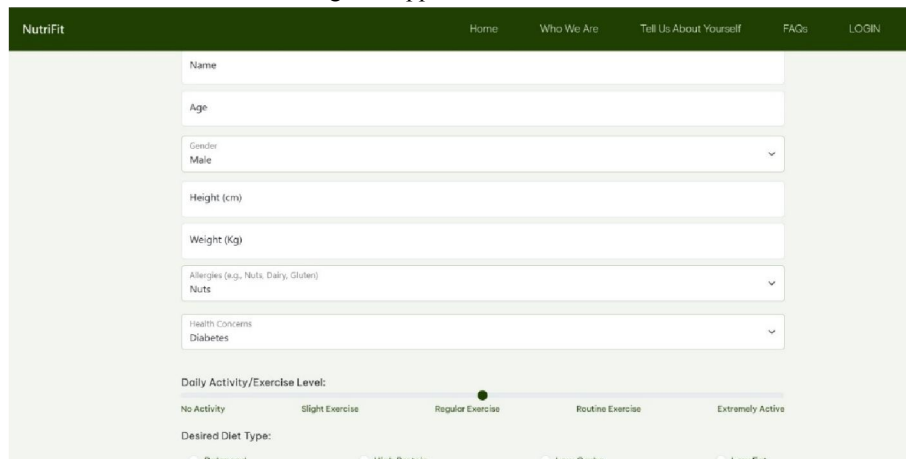 NutriFit Home Who We Are Tell Us About Yourself FAQs LOGIN
Name
Age
Gender
Male
Height (cm)
Weight (Kg)
Allergies (e.g., Nuts, Dairy, Gluten)
Nuts
Health Concerns
Diabetes
Daily Activity/Exercise Level:
No Activity Slight Exercise Regular Exercise Routine Exercise Extremely Active
Desired Diet Type: